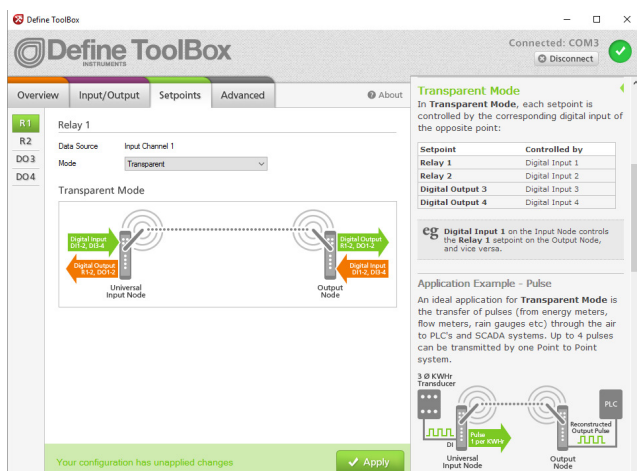 Define ToolBox
Define ToolBox
INSTRUMENTS
Connected: COM3
Disconnect
Overview
Input/Output
Setpoints
Advanced
About
R1
R2
DO3
DO4
Relay 1
Data Source Input Channel 1
Mode Transparent
Transparent Mode
Digital Input
DI1-2, DI3-4
Digital Output
R1-2, DO1-2
Universal
Input Node
Digital Output
R1-2, DO1-2
Digital Input
DI1-2, DI3-4
Output
Node
Your configuration has unapplied changes
Apply
Transparent Mode
In Transparent Mode, each setpoint is
controlled by the corresponding digital input of
the opposite point:
Setpoint Controlled by
Relay 1 Digital Input 1
Relay 2 Digital Input 2
Digital Output 3 Digital Input 3
Digital Output 4 Digital Input 4
eg Digital Input 1 on the Input Node controls
the Relay 1 setpoint on the Output Node,
and vice versa.
Application Example - Pulse
An ideal application for Transparent Mode is
the transfer of pulses (from energy meters,
flow meters, rain gauges etc) through the air
to PLC's and SCADA systems. Up to 4 pulses
can be transmitted by one Point to Point
system.
3 Ø KWHr
Transducer
DI
Pulse
1 per KWHr
Universal
Input Node
PLC
Reconstructed
Output Pulse
DO
Output
Node